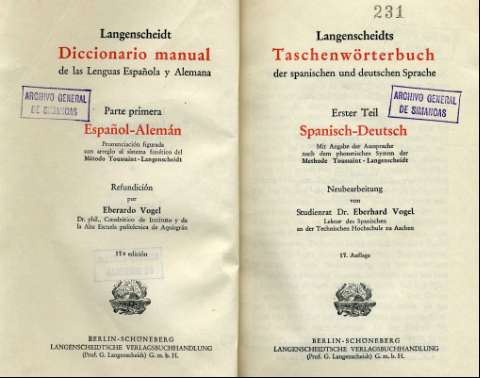 Langenscheidt
Diccionario manual
de las Lenguas Española y Alemana
ARCHIVO GENERAL
DE SIMANCAS
Parte primera
Español-Alemán
Pronunciación figurada
con arreglo al sistema fonético del
Método Toussaint-Langenscheidt
Refundición
por
Eberardo Vogel
Dr. phil., Catedrático de Instituto y de
la Alta Escuela politécnica de Aquisgrán
17ª edición
BERLIN-SCHÖNEBERG
LANGENSCHEIDTSCHE VERLAGSBUCHHANDLUNG
(Prof. G. Langenscheidt) G. m. b. H.
231
Langenscheidts
Taschenwörterbuch
der spanischen und deutschen Sprache
ARCHIVO GENERAL
DE SIMANCAS
Erster Teil
Spanisch-Deutsch
Mit Angabe der Aussprache
nach dem phonetischen System der
Methode Toussaint-Langenscheidt
Neubearbeitung
von
Studienrat Dr. Eberhard Vogel
Lektor des Spanischen
an der Technischen Hochschule zu Aachen
17. Auflage
BERLIN-SCHÖNEBERG
LANGENSCHEIDTSCHE VERLAGSBUCHHANDLUNG
(Prof. G. Langenscheidt) G. m. b. H.